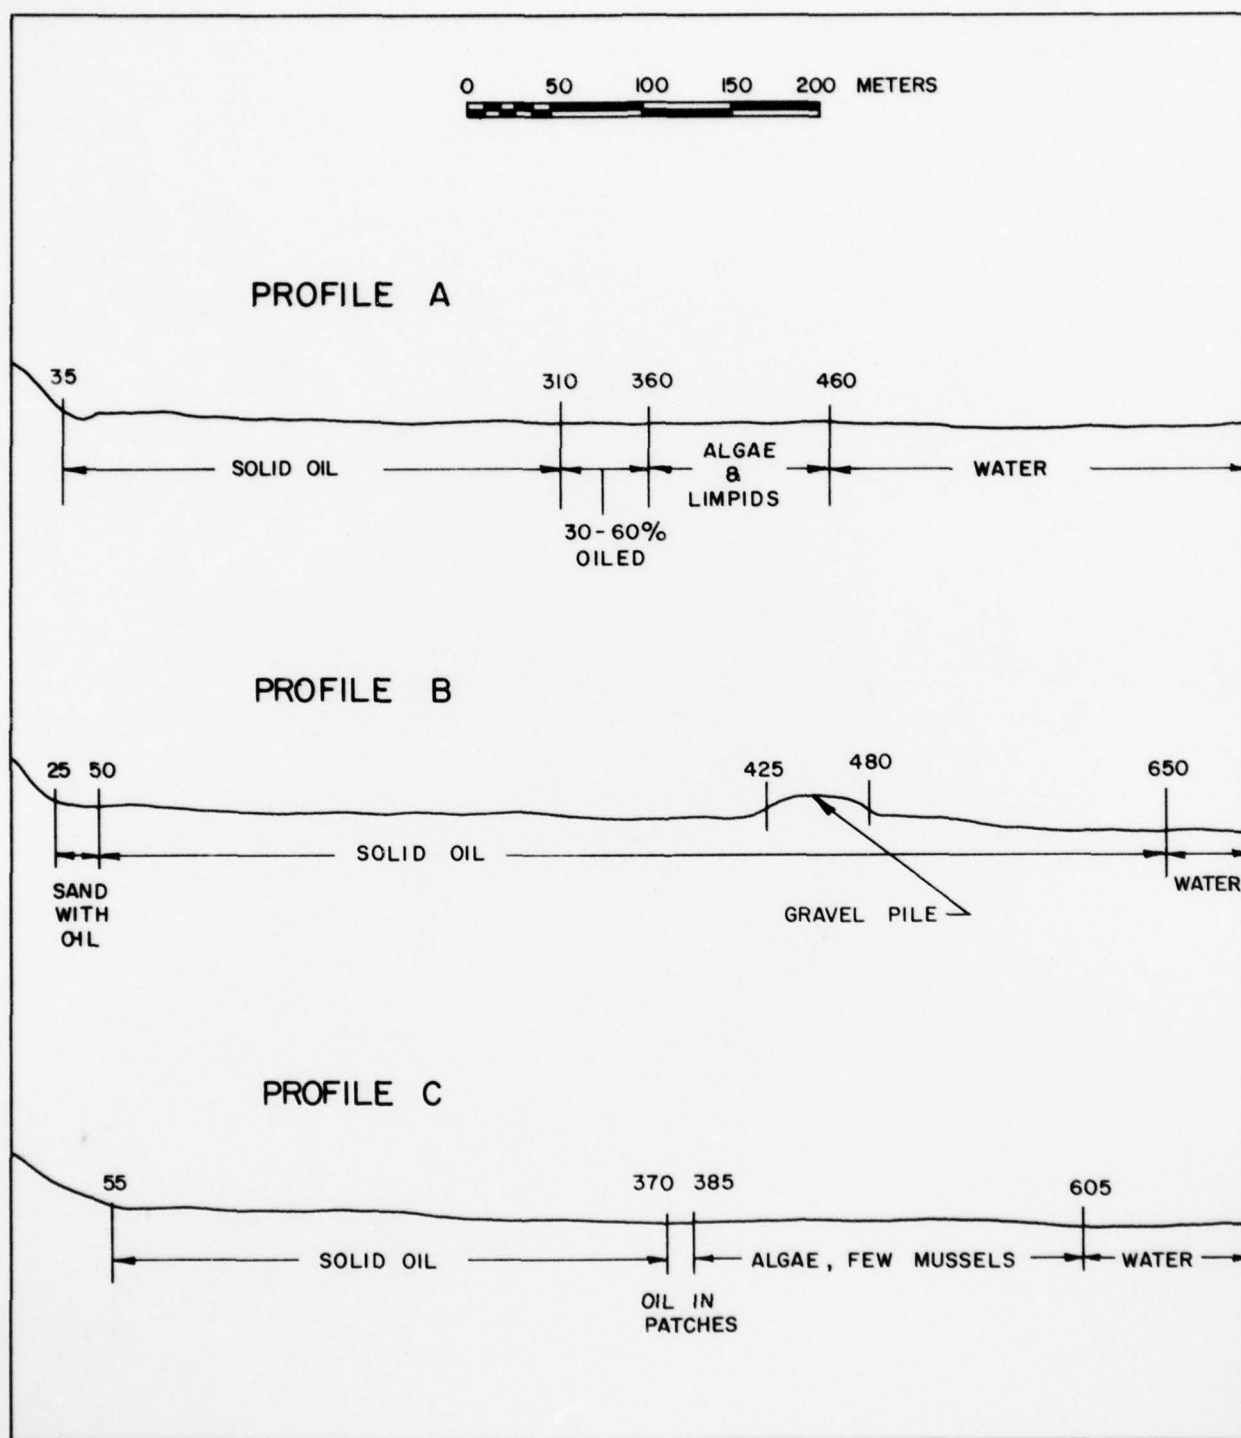 0 50 100 150 200 METERS
PROFILE A
35 310 360 460
SOLID OIL
ALGAE
&
LIMPIDS
WATER
30-60%
OILED
PROFILE B
25 50 425 480 650
SOLID OIL
SAND
WITH
OIL
WATER
GRAVEL PILE
PROFILE C
55 370 385 605
SOLID OIL
ALGAE, FEW MUSSELS
WATER
OIL IN
PATCHES